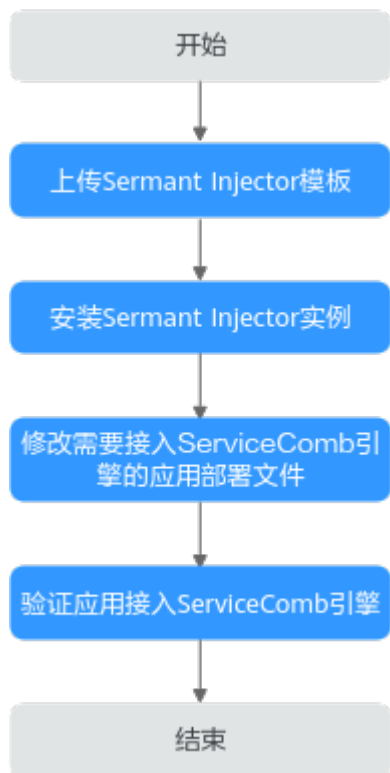 开始
上传Sermant Injector模板
安装Sermant Injector实例
修改需要接入ServiceComb引
擎的应用部署文件
验证应用接入ServiceComb引擎
结束